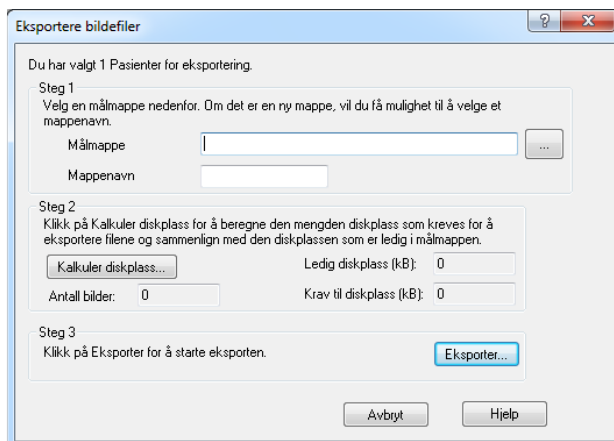 Eksportere bildefiler
Du har valgt 1 Pasienter for eksportering.
Steg 1
Velg en målmappe nedenfor. Om det er en ny mappe, vil du få mulighet til å velge et
mappenavn.
Målmappe
...
Mappenavn
Steg 2
Klikk på Kalkuler diskplass for å beregne den mengden diskplass som kreves for å
eksportere filene og sammenlign med den diskplassen som er ledig i målmappen.
Kalkuler diskplass... Ledig diskplass (kB): 0
Antall bilder: 0 Krav til diskplass (kB): 0
Steg 3
Klikk på Eksporter for å starte eksporten. Eksporter...
Avbryt Hjelp